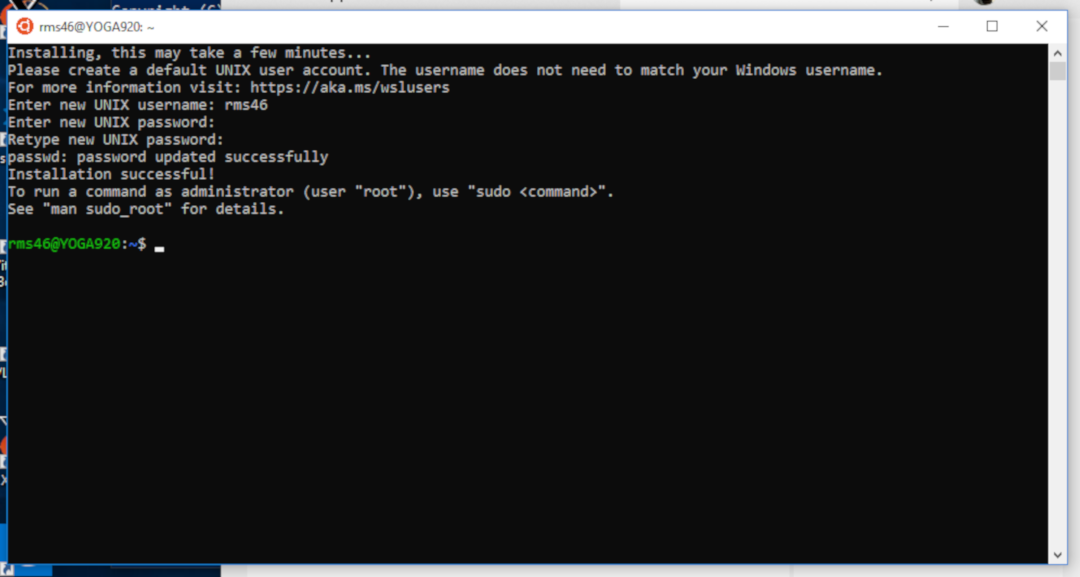 rms46@YOGA920: ~
Installing, this may take a few minutes...
Please create a default UNIX user account. The username does not need to match your Windows username.
For more information visit: https://aka.ms/wslusers
Enter new UNIX username: rms46
Enter new UNIX password:
Retype new UNIX password:
passwd: password updated successfully
Installation successful!
To run a command as administrator (user "root"), use "sudo <command>".
See "man sudo_root" for details.
rms46@YOGA920:~$